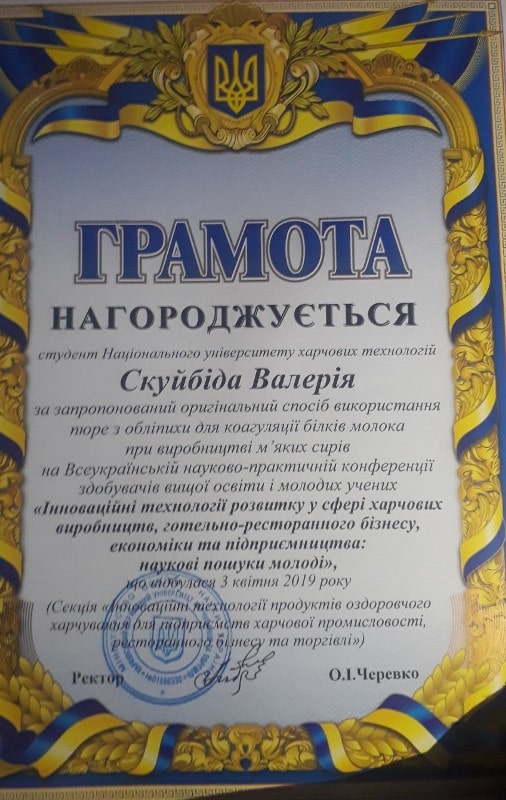 ГРАМОТА
НАГОРОДЖУЄТЬСЯ
студент Національного університету харчових технологій
Скуйбіда Валерія
за запропонований оригінальний спосіб використання
пюре з обліпихи для коагуляції білків молока
при виробництві м’яких сирів
на Всеукраїнській науково-практичній конференції
здобувачів вищої освіти і молодих учених
«Інноваційні технології розвитку у сфері харчових
виробництв, готельно-ресторанного бізнесу,
економіки та підприємництва:
наукові пошуки молоді»,
що відбулася 3 квітня 2019 року
(Секція «Інноваційні технології продуктів оздоровчого
харчування для підприємств харчової промисловості,
ресторанного бізнесу та торгівлі»)
Ректор О.І.Черевко